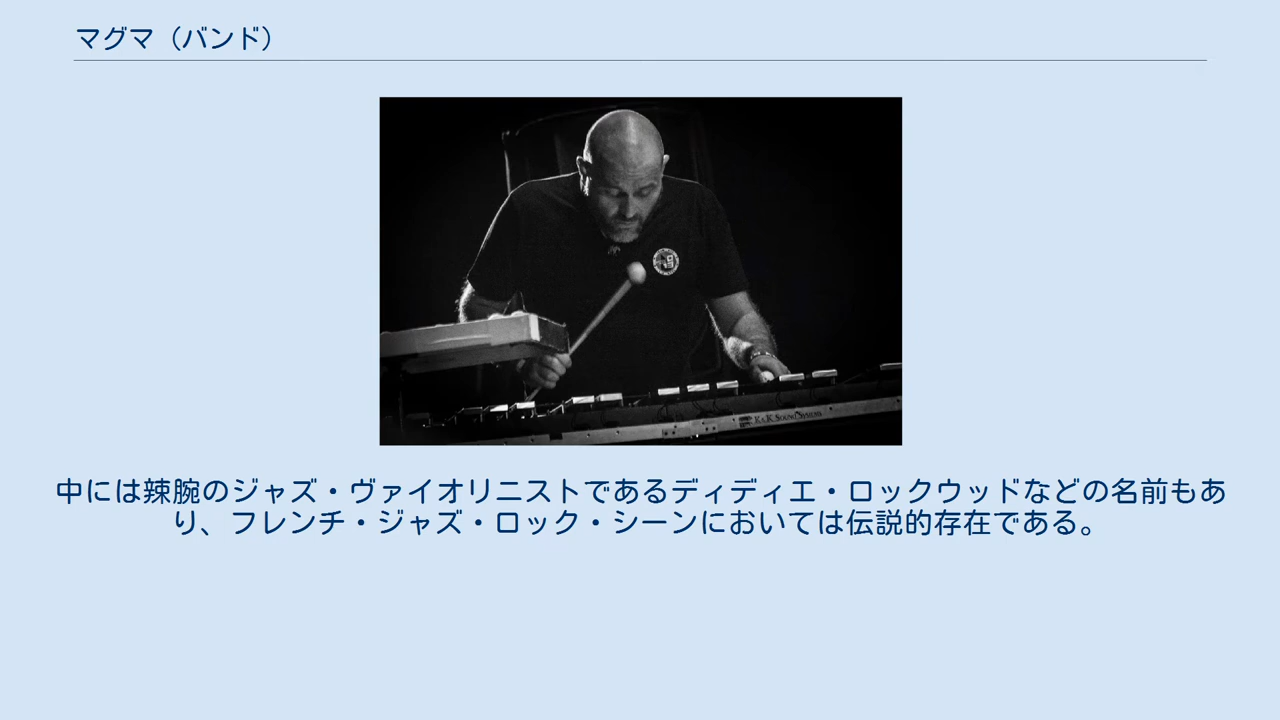 マグマ（バンド）
K&K SOUND SYSTEMS
中には辣腕のジャズ・ヴァイオリニストであるディディエ・ロックウッドなどの名前もあ
り、フレンチ・ジャズ・ロック・シーンにおいては伝説的存在である。